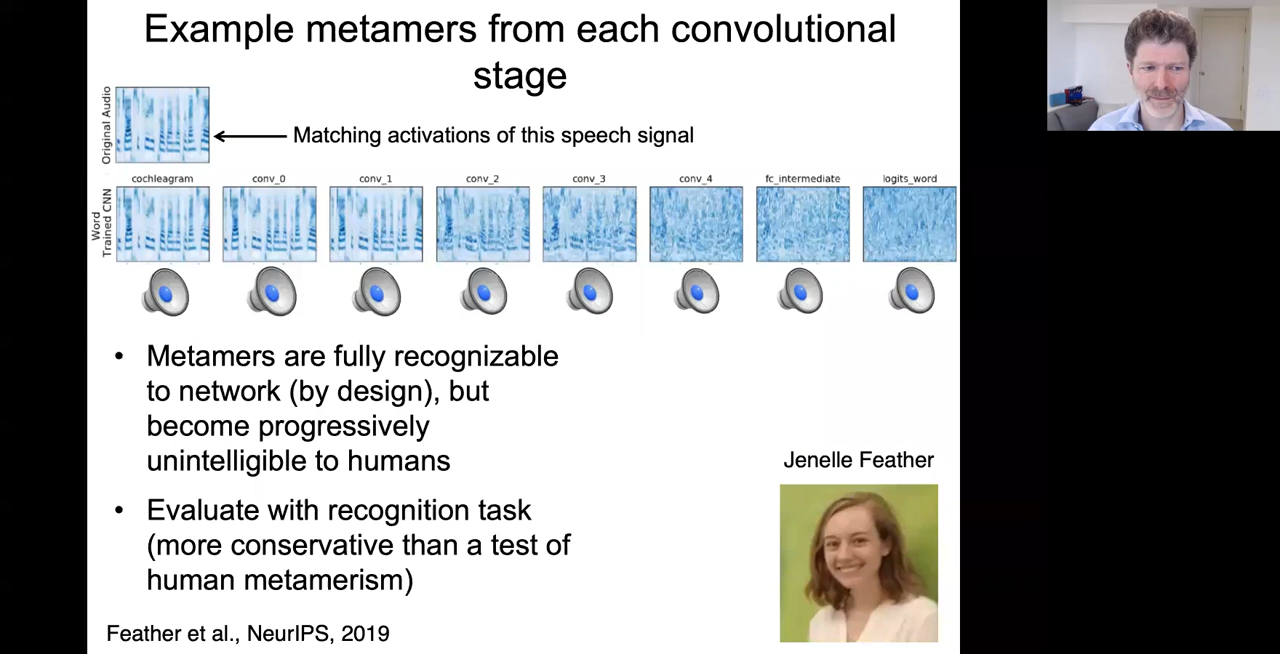 Example metamers from each convolutional
stage
Original Audio
Matching activations of this speech signal
cochleagram conv_0 conv_1 conv_2 conv_3 conv_4 fc_intermediate logits_word
Word
Trained CNN
• Metamers are fully recognizable
to network (by design), but
become progressively
unintelligible to humans
• Evaluate with recognition task
(more conservative than a test of
human metamerism)
Jenelle Feather
Feather et al., NeurIPS, 2019